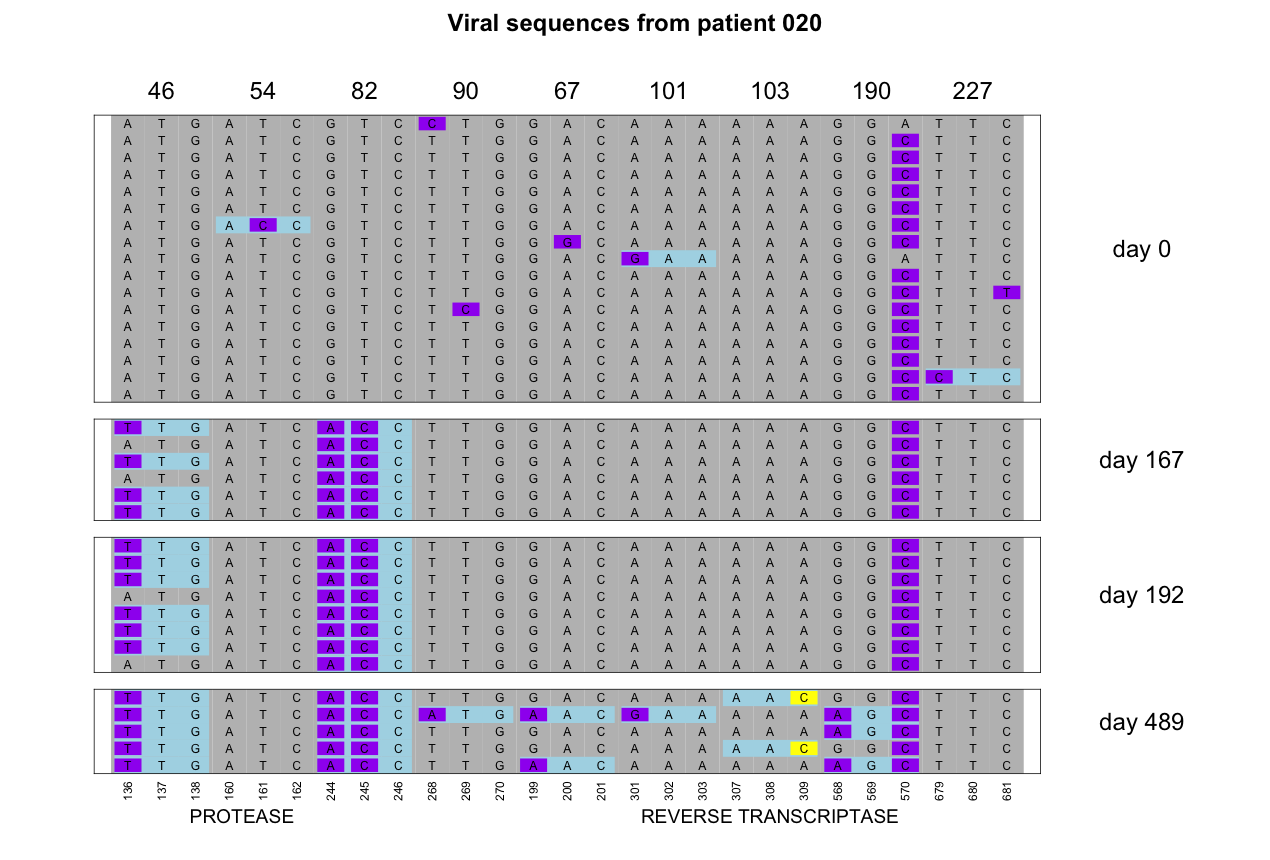 Viral sequences from patient 020
46 54 82 90 67 101 103 190 227
A T G A T C G T C C T G G A C A A A A A A G G A T T C
A T G A T C G T C T T G G A C A A A A A A G G C T T C
A T G A T C G T C T T G G A C A A A A A A G G C T T C
A T G A T C G T C T T G G A C A A A A A A G G C T T C
A T G A T C G T C T T G G A C A A A A A A G G C T T C
A T G A T C G T C T T G G A C A A A A A A G G C T T C
A T G A C C G T C T T G G A C A A A A A A G G C T T C
A T G A T C G T C T T G G G C A A A A A A G G C T T C
A T G A T C G T C T T G G A C G A A A A A G G A T T C
A T G A T C G T C T T G G A C A A A A A A G G C T T C
A T G A T C G T C T T G G A C A A A A A A G G C T T T
A T G A T C G T C T C G G A C A A A A A A G G C T T C
A T G A T C G T C T T G G A C A A A A A A G G C T T C
A T G A T C G T C T T G G A C A A A A A A G G C T T C
A T G A T C G T C T T G G A C A A A A A A G G C T T C
A T G A T C G T C T T G G A C A A A A A A G G C C T C
A T G A T C G T C T T G G A C A A A A A A G G C T T C
day 0
T T G A T C A C C T T G G A C A A A A A A G G C T T C
A T G A T C A C C T T G G A C A A A A A A G G C T T C
T T G A T C A C C T T G G A C A A A A A A G G C T T C
A T G A T C A C C T T G G A C A A A A A A G G C T T C
T T G A T C A C C T T G G A C A A A A A A G G C T T C
T T G A T C A C C T T G G A C A A A A A A G G C T T C
day 167
T T G A T C A C C T T G G A C A A A A A A G G C T T C
T T G A T C A C C T T G G A C A A A A A A G G C T T C
T T G A T C A C C T T G G A C A A A A A A G G C T T C
A T G A T C A C C T T G G A C A A A A A A G G C T T C
T T G A T C A C C T T G G A C A A A A A A G G C T T C
T T G A T C A C C T T G G A C A A A A A A G G C T T C
T T G A T C A C C T T G G A C A A A A A A G G C T T C
A T G A T C A C C T T G G A C A A A A A A G G C T T C
day 192
T T G A T C A C C T T G G A C A A A A A C G G C T T C
T T G A T C A C C A T G A A C G A A A A A A G C T T C
T T G A T C A C C T T G G A C A A A A A A A G C T T C
T T G A T C A C C T T G G A C A A A A A C G G C T T C
T T G A T C A C C T T G A A C A A A A A A A G C T T C
day 489
136 137 138 160 161 162 244 245 246 268 269 270 199 200 201 301 302 303 307 308 309 568 569 570 679 680 681
PROTEASE REVERSE TRANSCRIPTASE